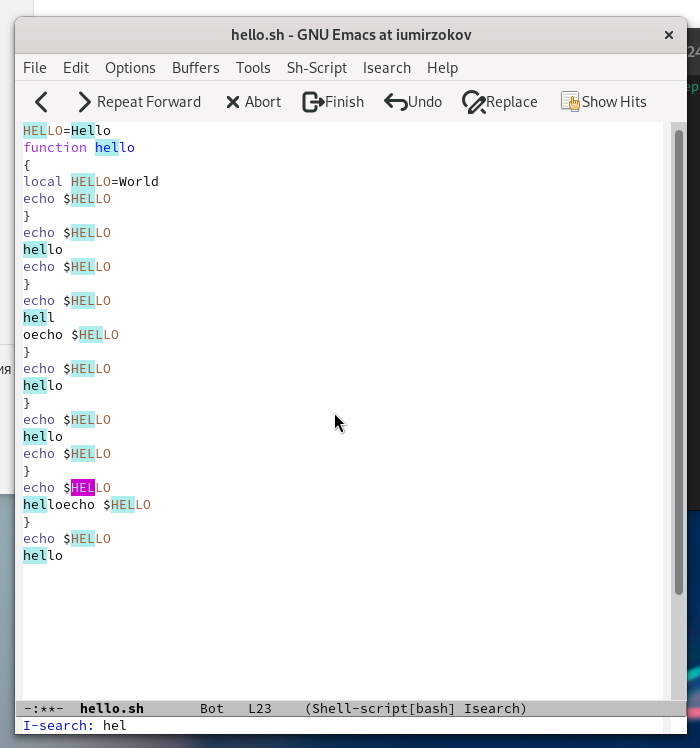 hello.sh - GNU Emacs at iumirzokov
File Edit Options Buffers Tools Sh-Script Isearch Help
Repeat Forward Abort Finish Undo Replace Show Hits
HELLO=Hello
function hello
{
local HELLO=World
echo $HELLO
}
echo $HELLO
hello
echo $HELLO
}
echo $HELLO
hell
oecho $HELLO
}
echo $HELLO
hello
}
echo $HELLO
hello
echo $HELLO
}
echo $HELLO
helloecho $HELLO
}
echo $HELLO
hello
-:**- hello.sh Bot L23 (Shell-script[bash] Isearch)
I-search: hel
ия
24
ер